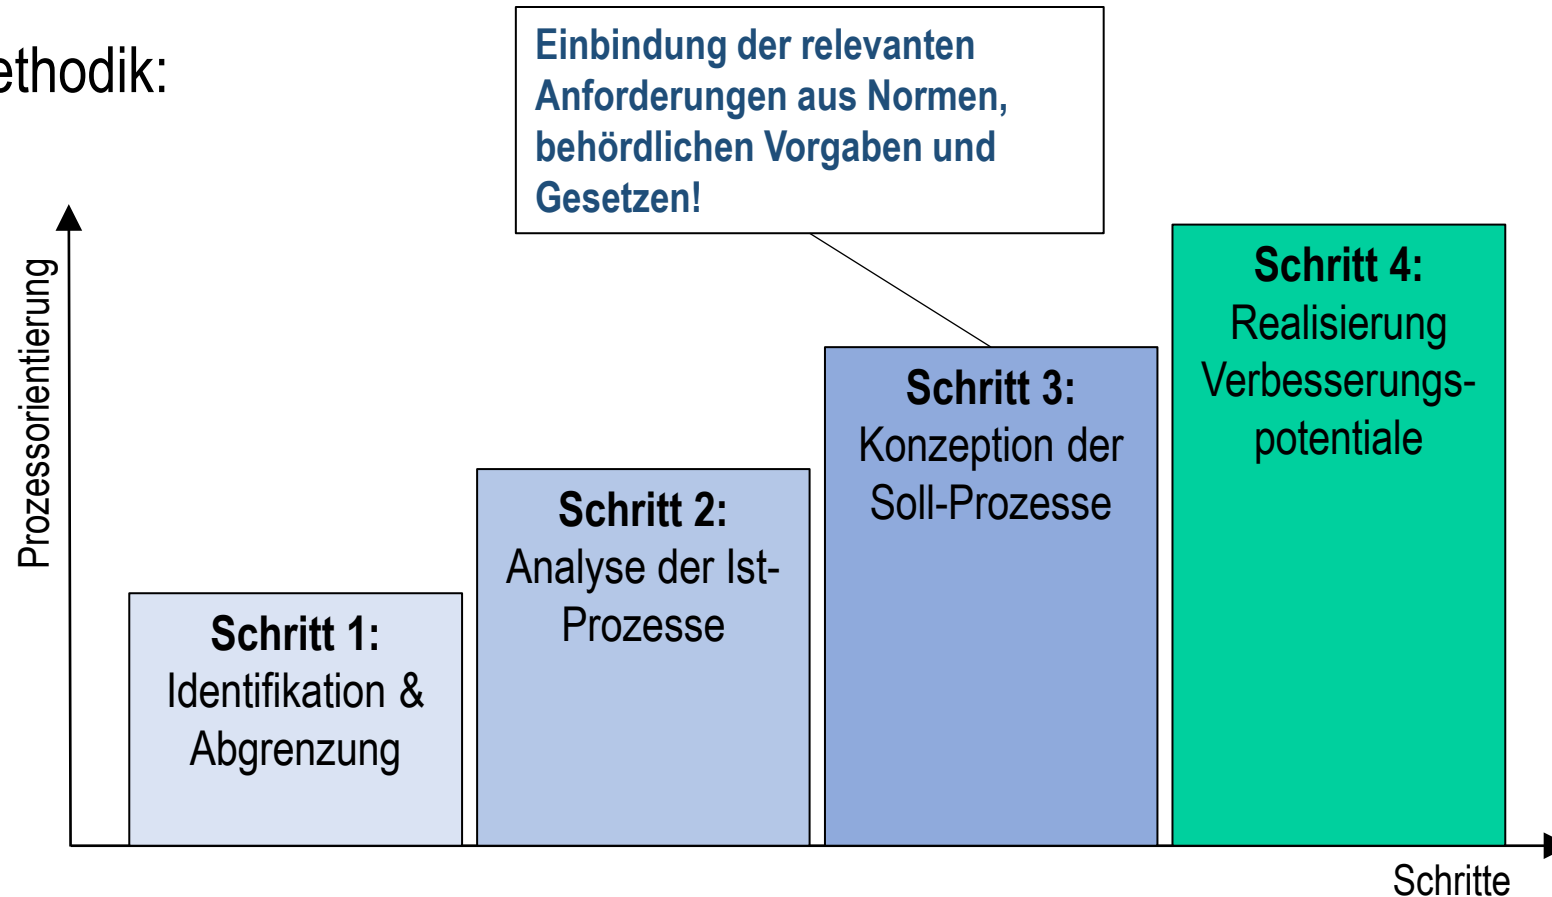 ethodik:
Einbindung der relevanten
Anforderungen aus Normen,
behördlichen Vorgaben und
Gesetzen!
Prozessorientierung
Schritt 1:
Identifikation &
Abgrenzung
Schritt 2:
Analyse der Ist-
Prozesse
Schritt 3:
Konzeption der
Soll-Prozesse
Schritt 4:
Realisierung
Verbesserungs-
potentiale
Schritte